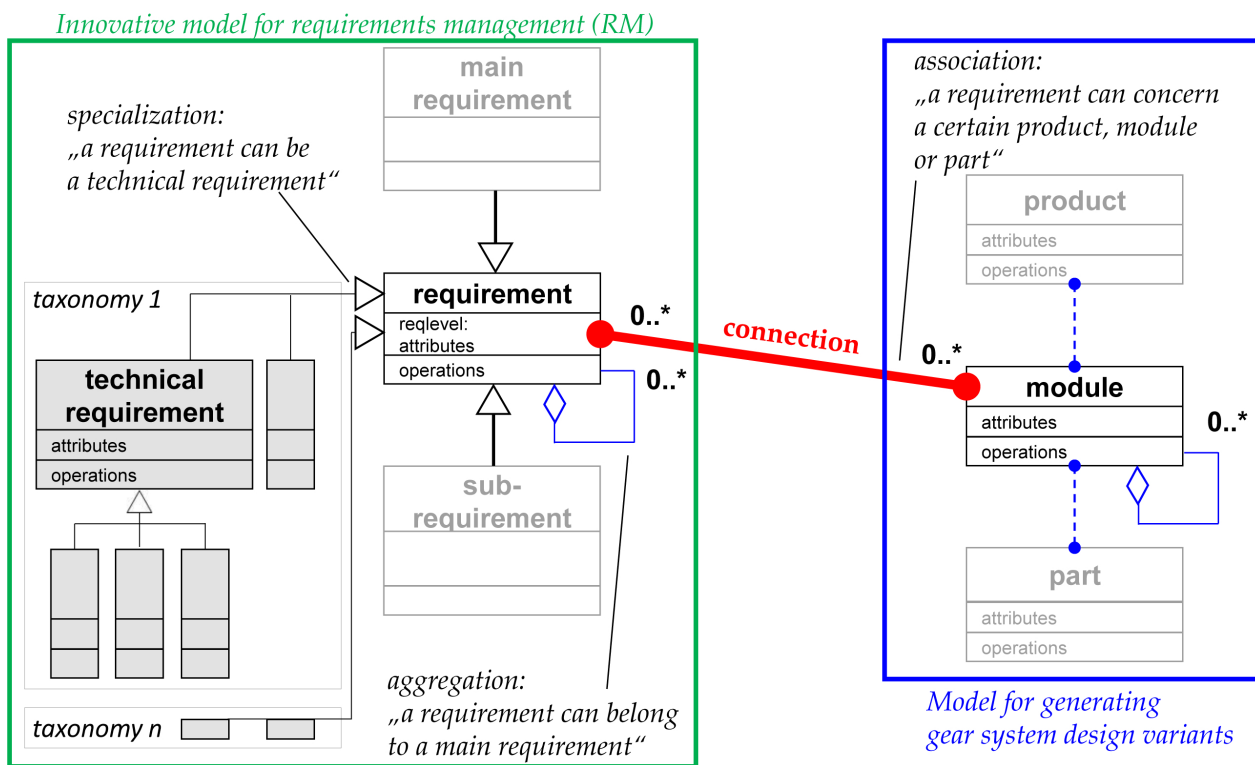 Innovative model for requirements management (RM)
main
requirement
specialization:
„a requirement can be
a technical requirement“
taxonomy 1
requirement
reqlevel:
attributes
operations
0..*
0..*
technical
requirement
attributes
operations
sub-
requirement
aggregation:
„a requirement can belong
to a main requirement“
taxonomy n
connection
association:
„a requirement can concern
a certain product, module
or part“
product
attributes
operations
0..*
module
attributes
operations
0..*
part
attributes
operations
Model for generating
gear system design variants